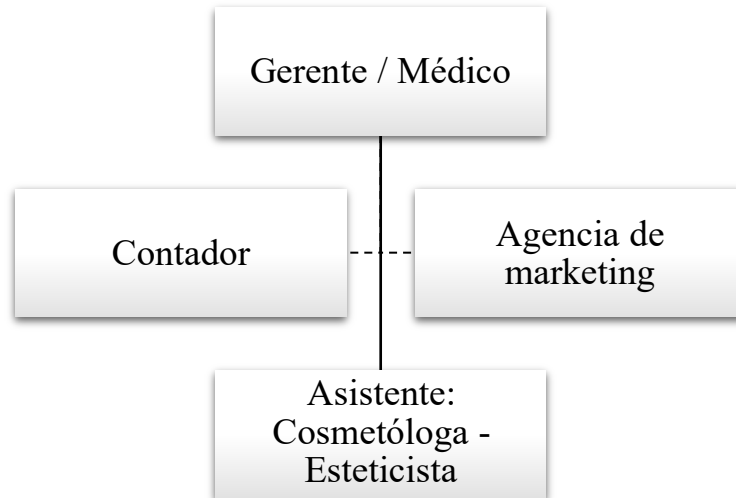 Gerente / Médico
Contador
Agencia de
marketing
Asistente:
Cosmetóloga -
Esteticista